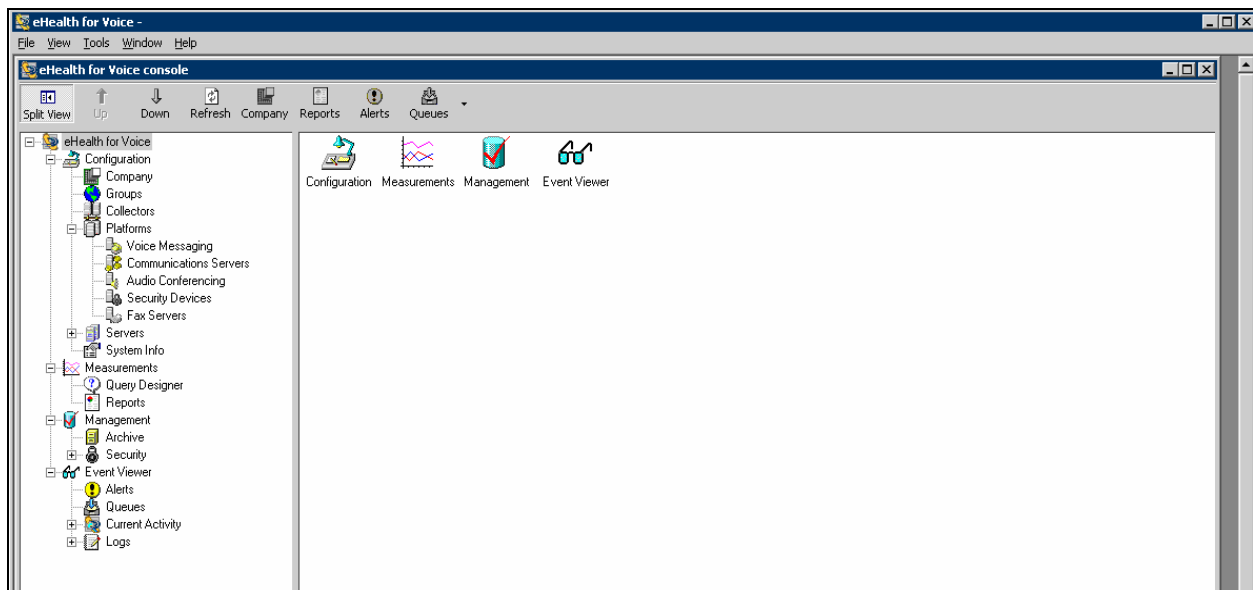 eHealth for Voice -
File View Tools Window Help
eHealth for Voice console
Split View Up Down Refresh Company Reports Alerts Queues
eHealth for Voice
Configuration
Company
Groups
Collectors
Platforms
Voice Messaging
Communications Servers
Audio Conferencing
Security Devices
Fax Servers
Servers
System Info
Measurements
Query Designer
Reports
Management
Archive
Security
Event Viewer
Alerts
Queues
Current Activity
Logs
Configuration Measurements Management Event Viewer